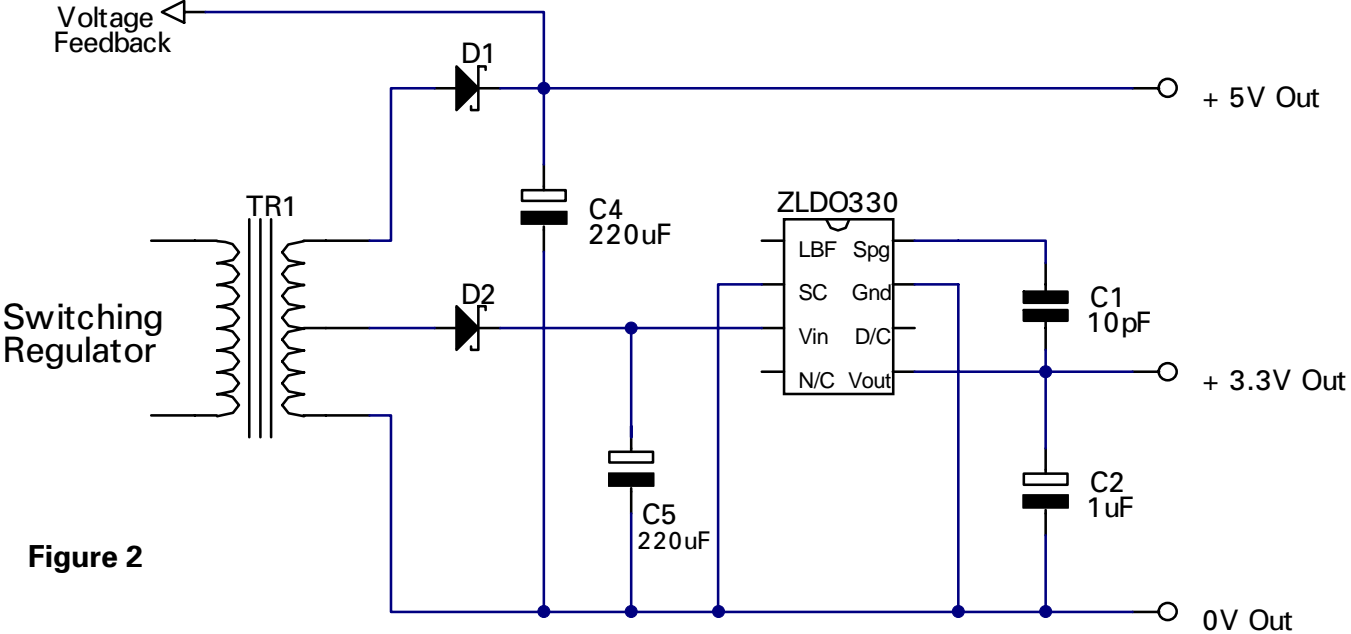 Voltage
Feedback
D1
+ 5V Out
TR1
C4
220uF
ZLDO330
LBF Spg
SC Gnd
Vin D/C
N/C Vout
C1
10pF
D2
Switching
Regulator
+ 3.3V Out
C5
220uF
C2
1uF
Figure 2
0V Out